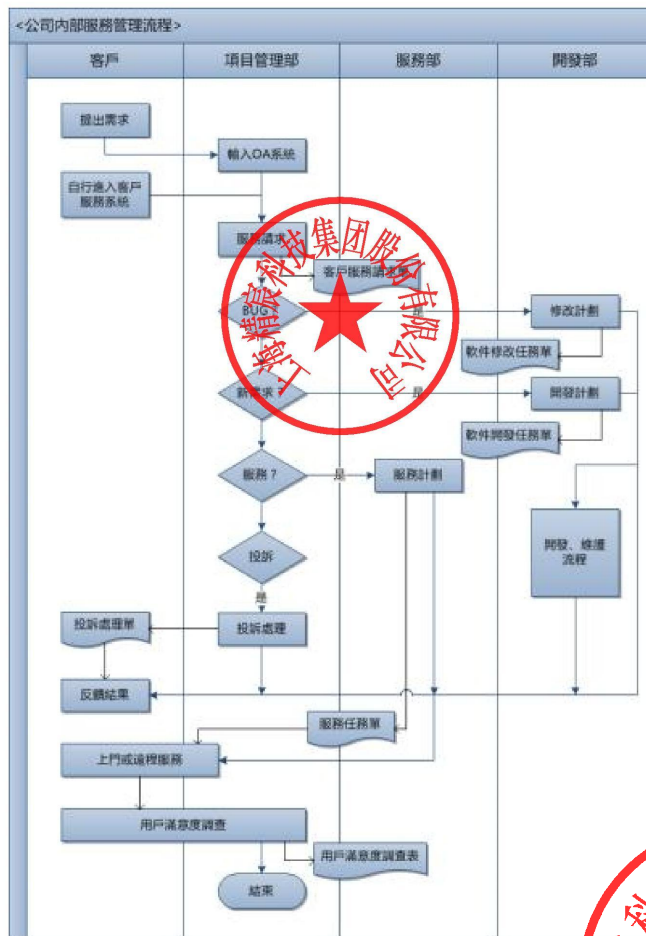 <公司內部服務管理流程>
客戶
項目管理部
服務部
開發部
提出需求
輸入OA系統
自行進入客戶
服務系統
服務請求
客戶服務請求單
BUG?
是
修改計劃
軟件修改任務單
新需求?
是
開發計劃
軟件開發任務單
服務?
是
服務計劃
開發、維護
流程
投訴
是
投訴處理單
投訴處理
反饋結果
服務任務單
上門或遠程服務
用戶滿意度調查
用戶滿意度調查表
結束
上海精宸科技集团股份有限公司
科